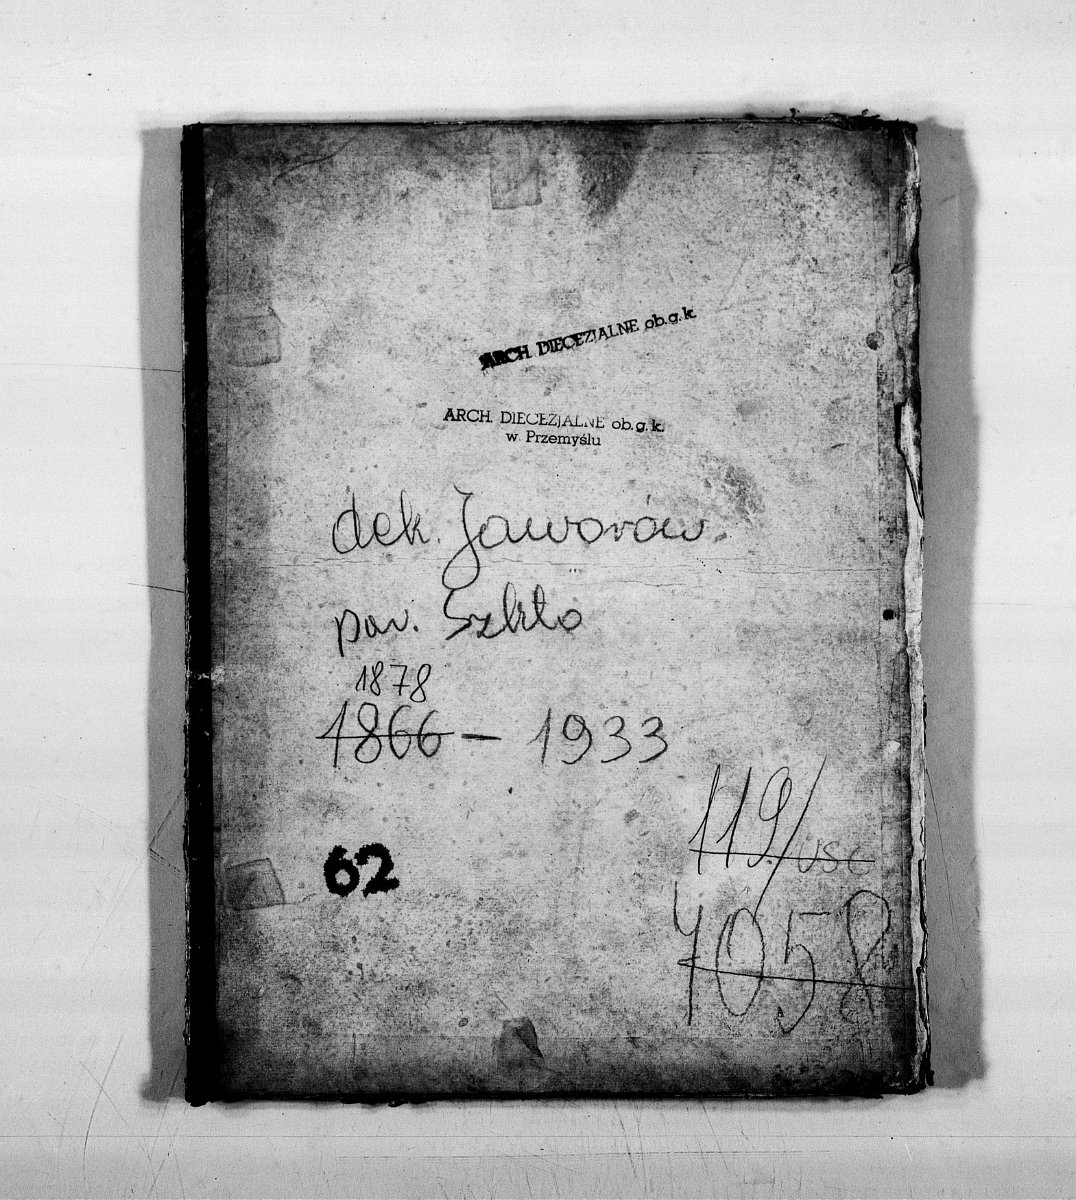 ARCH. DIECEZJALNE ob.g.k.
ARCH. DIECEZJALNE ob.g.k.
w Przemyślu
dek. Jaworów.
par. Szkło
1878
1866 – 1933
119/USC
62
4058